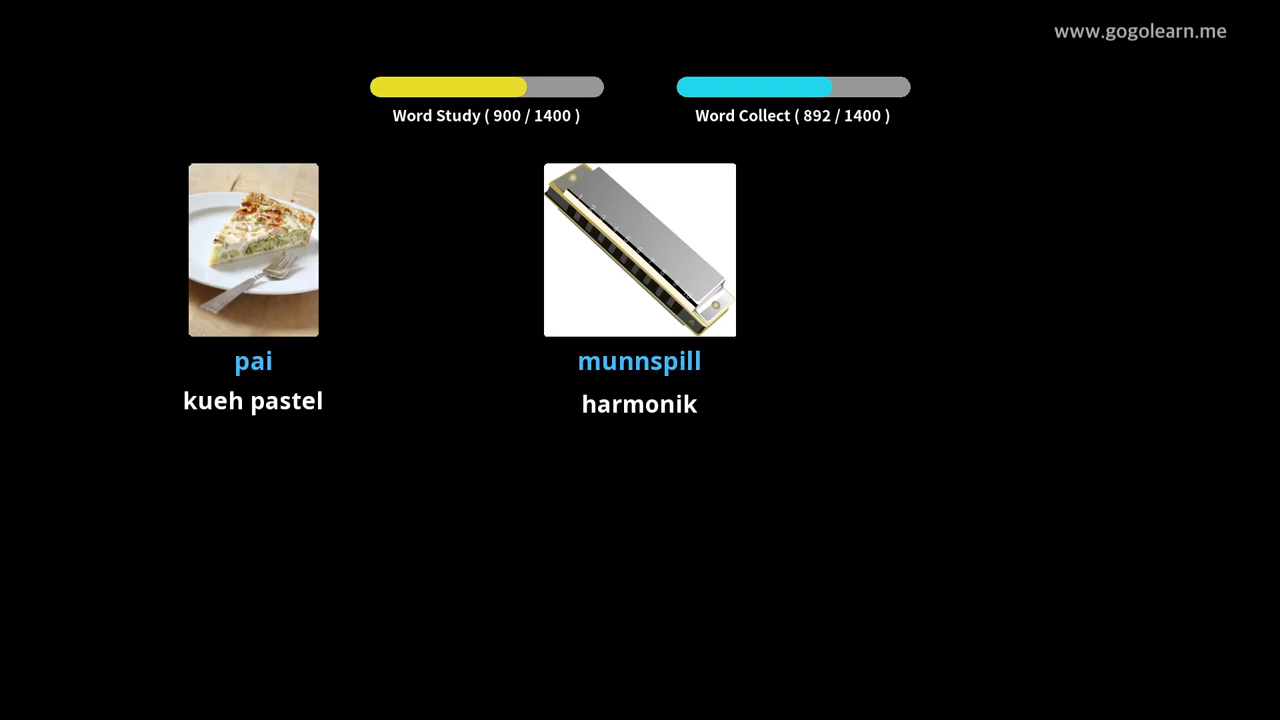 www.gogolearn.me
Word Study ( 900 / 1400 )
Word Collect ( 892 / 1400 )
pai
kueh pastel
munnspill
harmonik